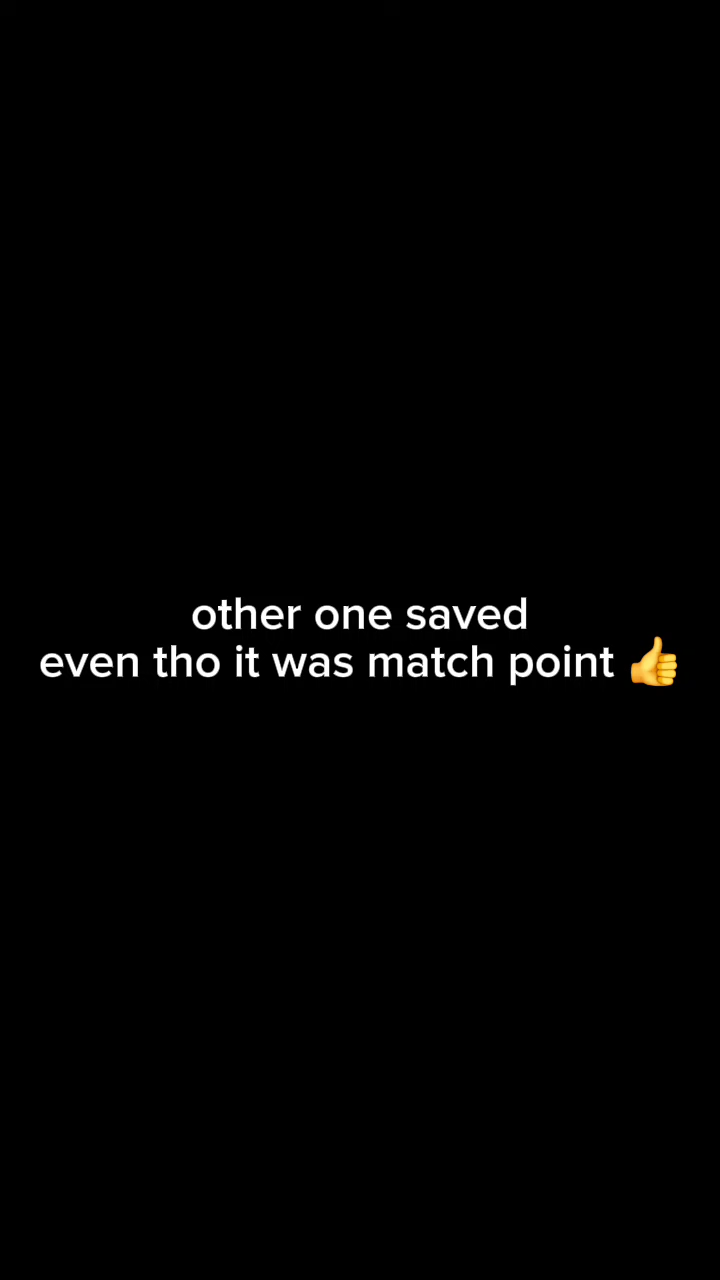 other one saved
even tho it was match point 👍